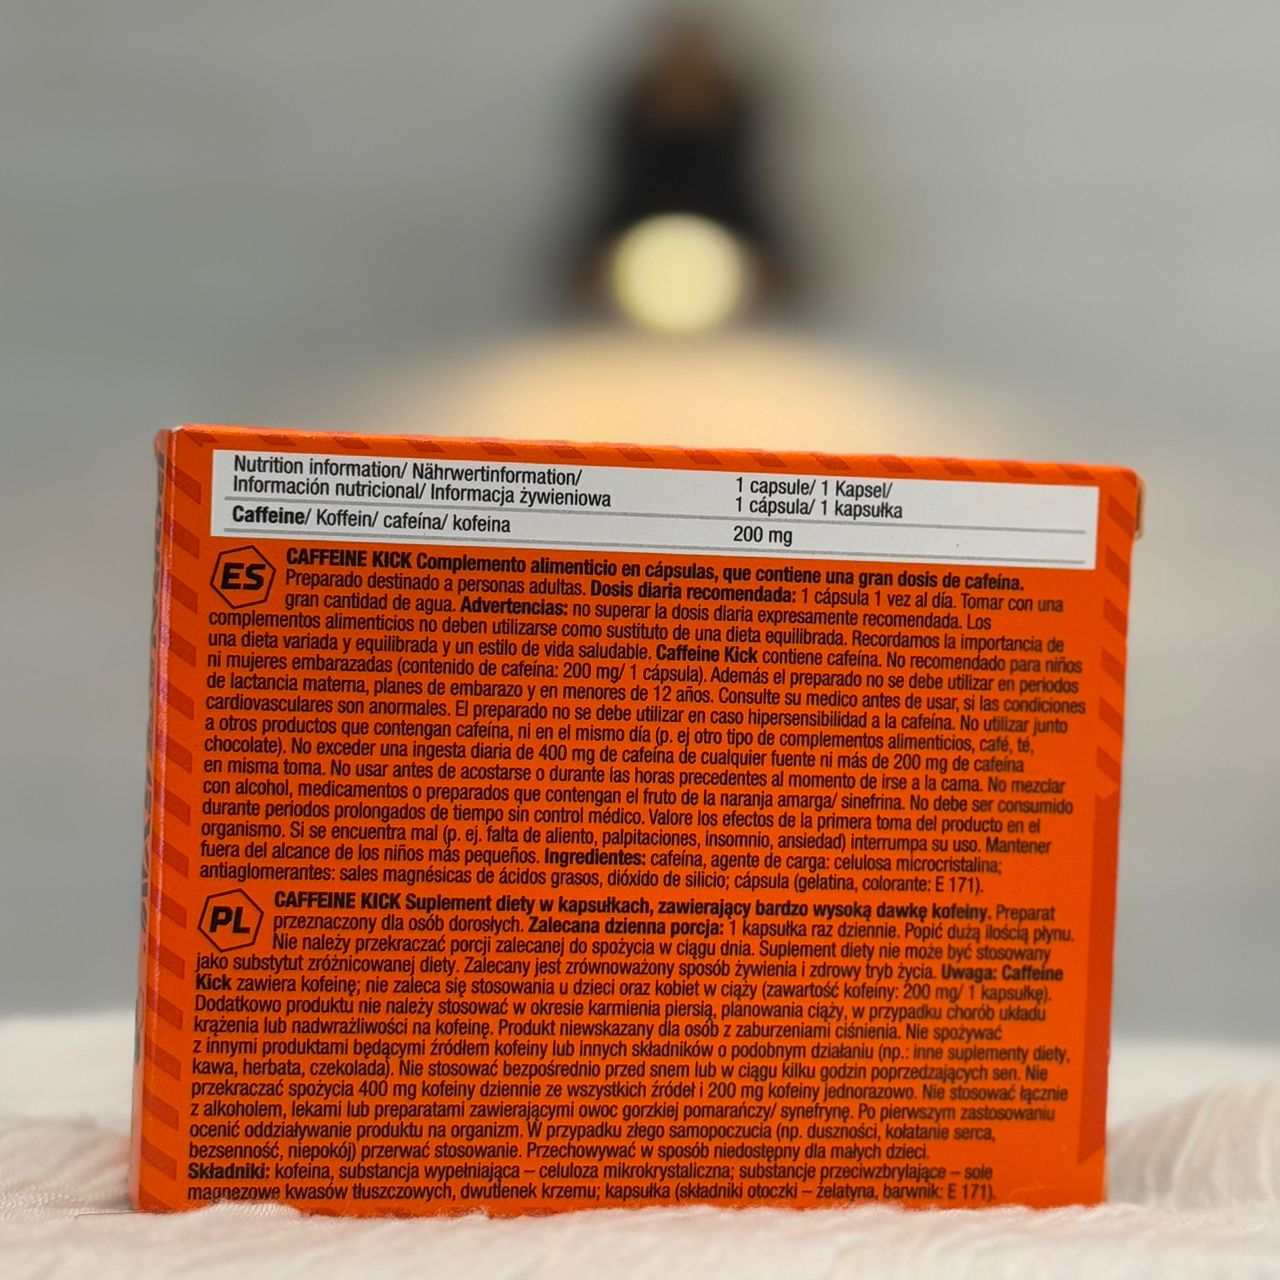 Nutrition information/ Nährwertinformation/
Información nutricional/ Informacja żywieniowa
1 capsule/ 1 Kapsel/
1 cápsula/ 1 kapsułka
Caffeine/ Koffein/ cafeína/ kofeina
200 mg
ES
CAFFEINE KICK Complemento alimenticio en cápsulas, que contiene una gran dosis de cafeína.
Preparado destinado a personas adultas. Dosis diaria recomendada: 1 cápsula 1 vez al día. Tomar con una
gran cantidad de agua. Advertencias: no superar la dosis diaria expresamente recomendada. Los
complementos alimenticios no deben utilizarse como sustituto de una dieta equilibrada. Recordamos la importancia de
una dieta variada y equilibrada y un estilo de vida saludable. Caffeine Kick contiene cafeína. No recomendado para niños
ni mujeres embarazadas (contenido de cafeína: 200 mg/ 1 cápsula). Además el preparado no se debe utilizar en periodos
de lactancia materna, planes de embarazo y en menores de 12 años. Consulte su medico antes de usar, si las condiciones
cardiovasculares son anormales. El preparado no se debe utilizar en caso hipersensibilidad a la cafeína. No utilizar junto
a otros productos que contengan cafeína, ni en el mismo día (p. ej otro tipo de complementos alimenticios, café, té,
chocolate). No exceder una ingesta diaria de 400 mg de cafeína de cualquier fuente ni más de 200 mg de cafeína
en misma toma. No usar antes de acostarse o durante las horas precedentes al momento de irse a la cama. No mezclar
con alcohol, medicamentos o preparados que contengan el fruto de la naranja amarga/ sinefrina. No debe ser consumido
durante periodos prolongados de tiempo sin control médico. Valore los efectos de la primera toma del producto en el
organismo. Si se encuentra mal (p. ej. falta de aliento, palpitaciones, insomnio, ansiedad) interrumpa su uso. Mantener
fuera del alcance de los niños más pequeños. Ingredientes: cafeína, agente de carga: celulosa microcristalina;
antiaglomerantes: sales magnésicas de ácidos grasos, dióxido de silicio; cápsula (gelatina, colorante: E 171).
PL
CAFFEINE KICK Suplement diety w kapsułkach, zawierający bardzo wysoką dawkę kofeiny. Preparat
przeznaczony dla osób dorosłych. Zalecana dzienna porcja: 1 kapsułka raz dziennie. Popić dużą ilością płynu.
Nie należy przekraczać porcji zalecanej do spożycia w ciągu dnia. Suplement diety nie może być stosowany
jako substytut zróżnicowanej diety. Zalecany jest zrównoważony sposób żywienia i zdrowy tryb życia. Uwaga: Caffeine
Kick zawiera kofeinę; nie zaleca się stosowania u dzieci oraz kobiet w ciąży (zawartość kofeiny: 200 mg/ 1 kapsułkę).
Dodatkowo produktu nie należy stosować w okresie karmienia piersią, planowania ciąży, w przypadku chorób układu
krążenia lub nadwrażliwości na kofeinę. Produkt niewskazany dla osób z zaburzeniami ciśnienia. Nie spożywać
z innymi produktami będącymi źródłem kofeiny lub innych składników o podobnym działaniu (np.: inne suplementy diety,
kawa, herbata, czekolada). Nie stosować bezpośrednio przed snem lub w ciągu kilku godzin poprzedzających sen. Nie
przekraczać spożycia 400 mg kofeiny dziennie ze wszystkich źródeł i 200 mg kofeiny jednorazowo. Nie stosować łącznie
z alkoholem, lekami lub preparatami zawierającymi owoc gorzkiej pomarańczy/ synefrynę. Po pierwszym zastosowaniu
ocenić oddziaływanie produktu na organizm. W przypadku złego samopoczucia (np. duszności, kołatanie serca,
bezsenność, niepokój) przerwać stosowanie. Przechowywać w sposób niedostępny dla małych dzieci.
Składniki: kofeina, substancja wypełniająca – celuloza mikrokrystaliczna; substancje przeciwzbrylające – sole
magnezowe kwasów tłuszczowych, dwutlenek krzemu; kapsułka (składniki otoczki – żelatyna, barwnik: E 171).